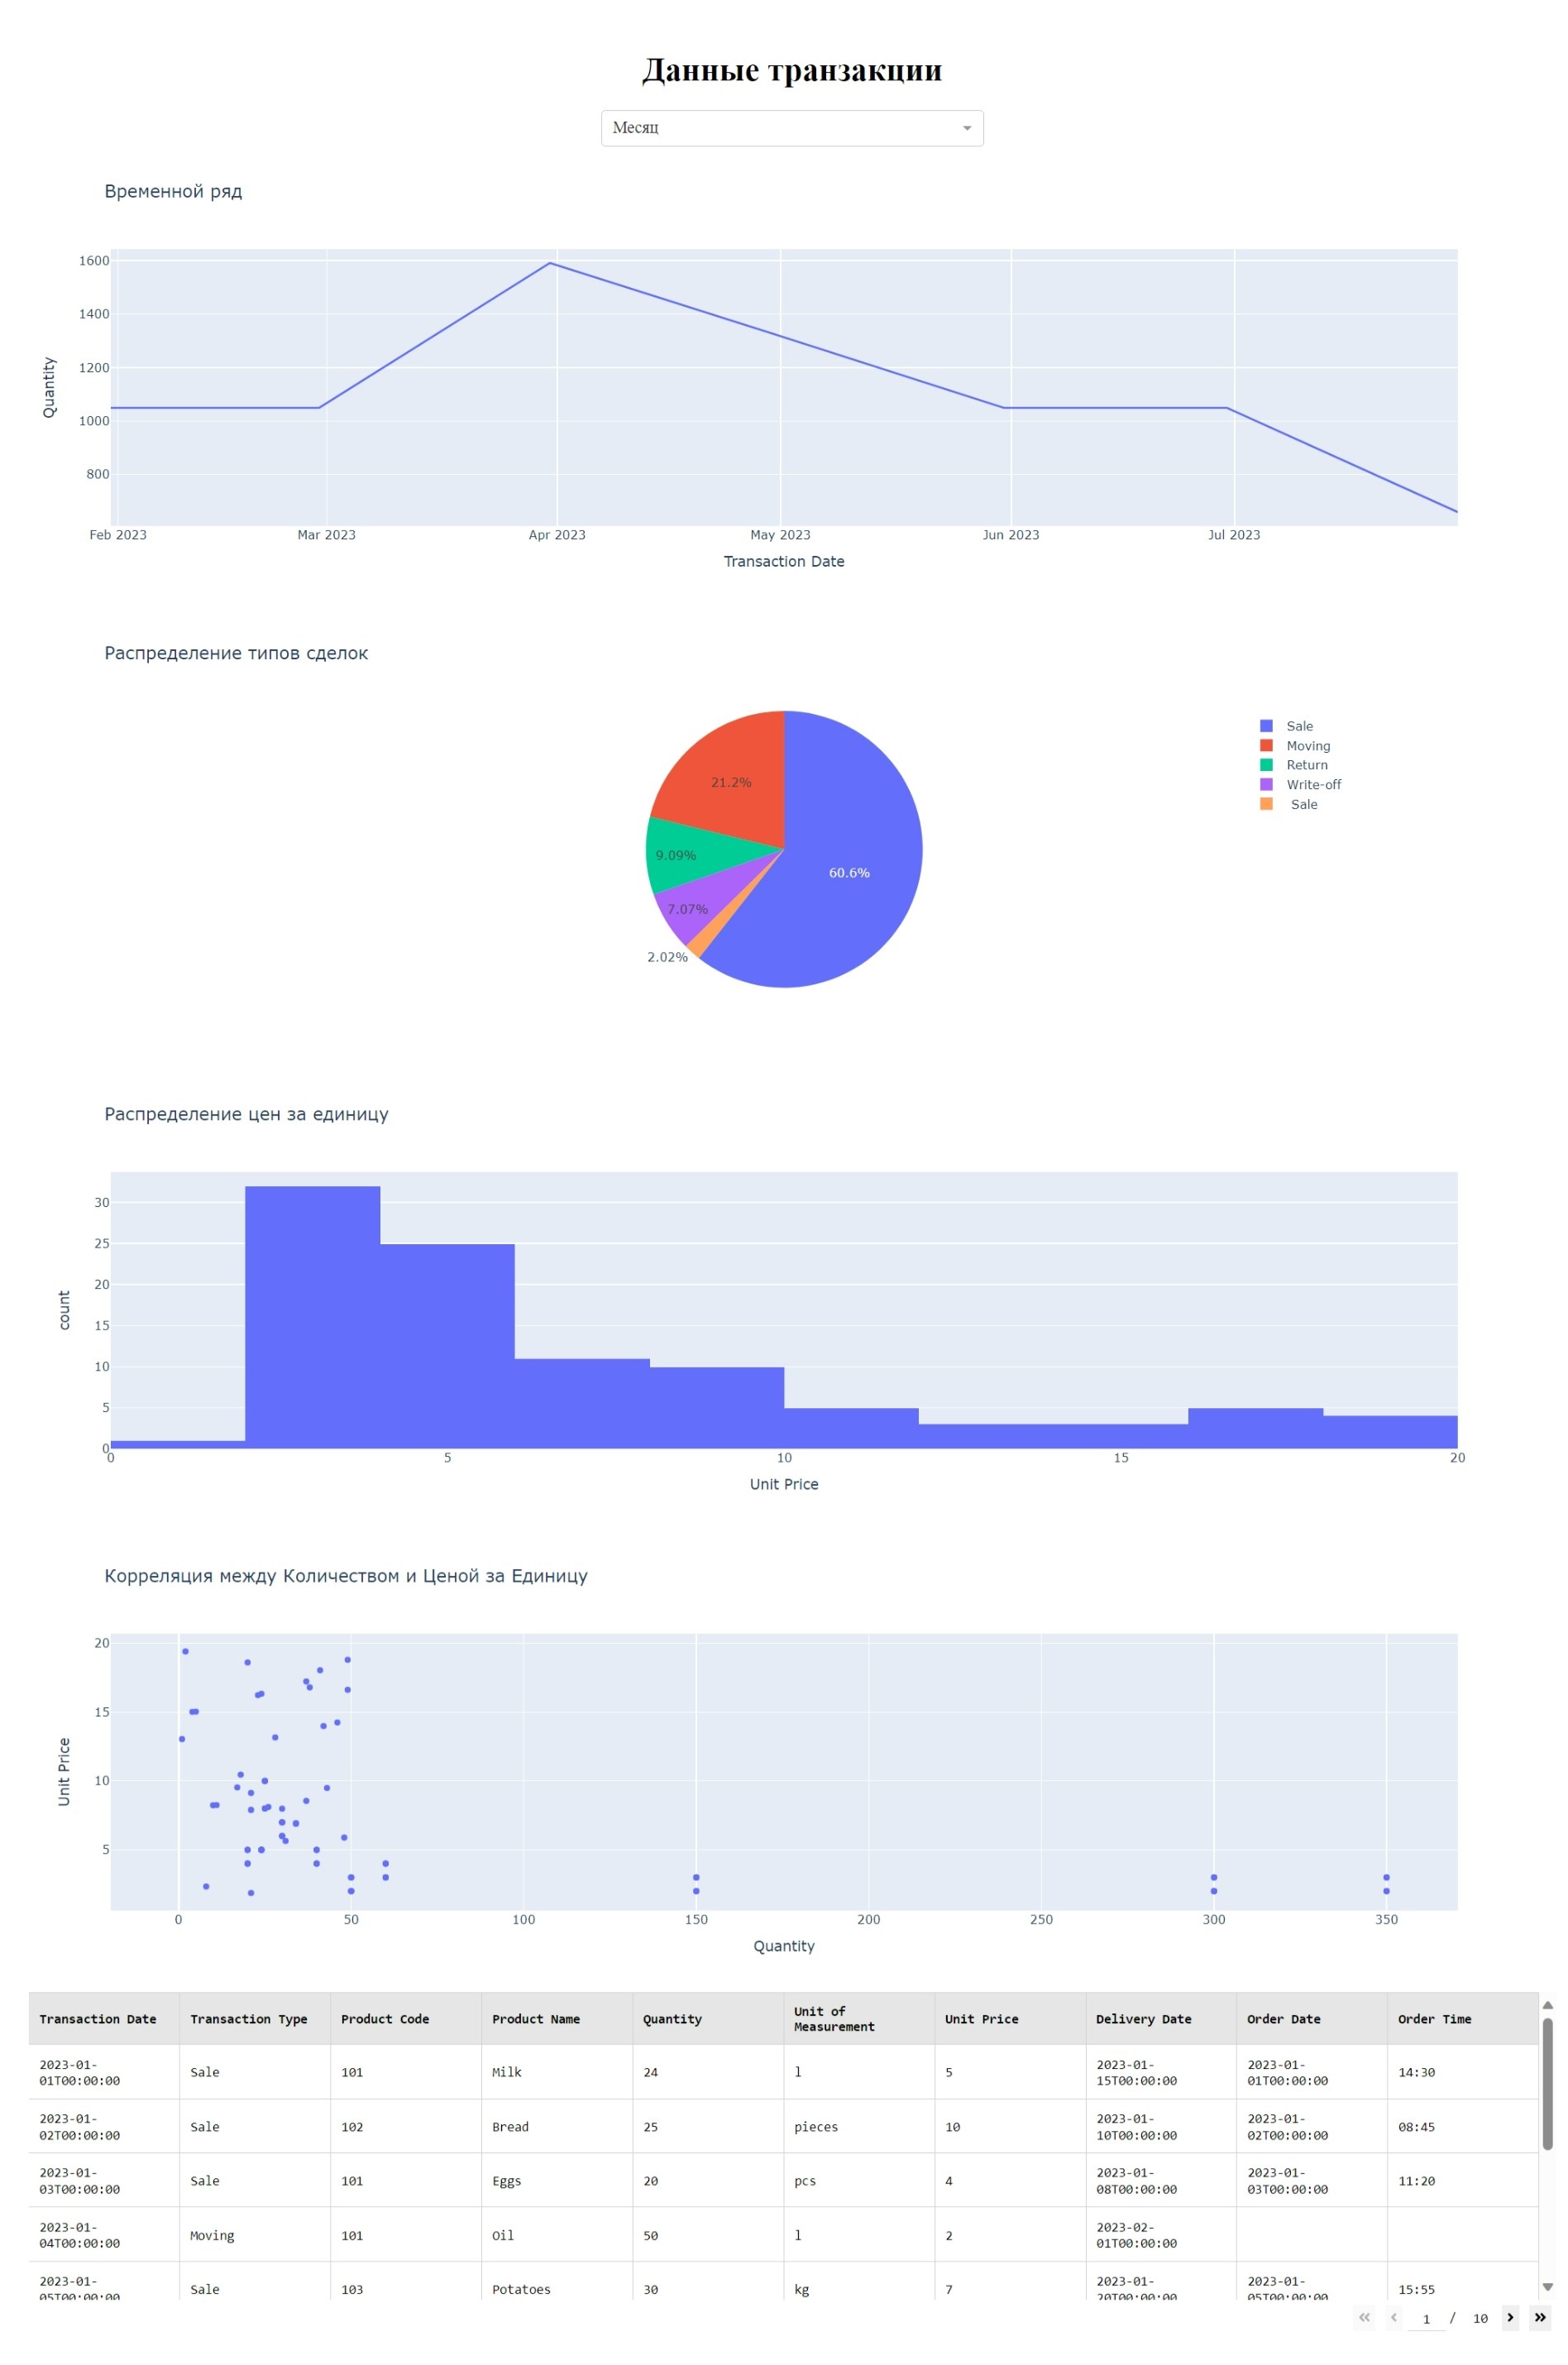 Данные транзакции
Месяц
Временной ряд
1600
1400
1200
1000
800
Quantity
Feb 2023 Mar 2023 Apr 2023 May 2023 Jun 2023 Jul 2023
Transaction Date
Распределение типов сделок
60.6%
21.2%
9.09%
7.07%
2.02%
Sale
Moving
Return
Write-off
Sale
Распределение цен за единицу
30
25
20
15
10
5
0
count
0 5 10 15 20
Unit Price
Корреляция между Количеством и Ценой за Единицу
20
15
10
5
Unit Price
0 50 100 150 200 250 300 350
Quantity
Transaction Date Transaction Type Product Code Product Name Quantity Unit of Measurement Unit Price Delivery Date Order Date Order Time
2023-01-01T00:00:00 Sale 101 Milk 24 l 5 2023-01-15T00:00:00 2023-01-01T00:00:00 14:30
2023-01-02T00:00:00 Sale 102 Bread 25 pieces 10 2023-01-10T00:00:00 2023-01-02T00:00:00 08:45
2023-01-03T00:00:00 Sale 101 Eggs 20 pcs 4 2023-01-08T00:00:00 2023-01-03T00:00:00 11:20
2023-01-04T00:00:00 Moving 101 Oil 50 l 2 2023-02-01T00:00:00
2023-01-05T00:00:00 Sale 103 Potatoes 30 kg 7 2023-01-20T00:00:00 2023-01-05T00:00:00 15:55
1 / 10